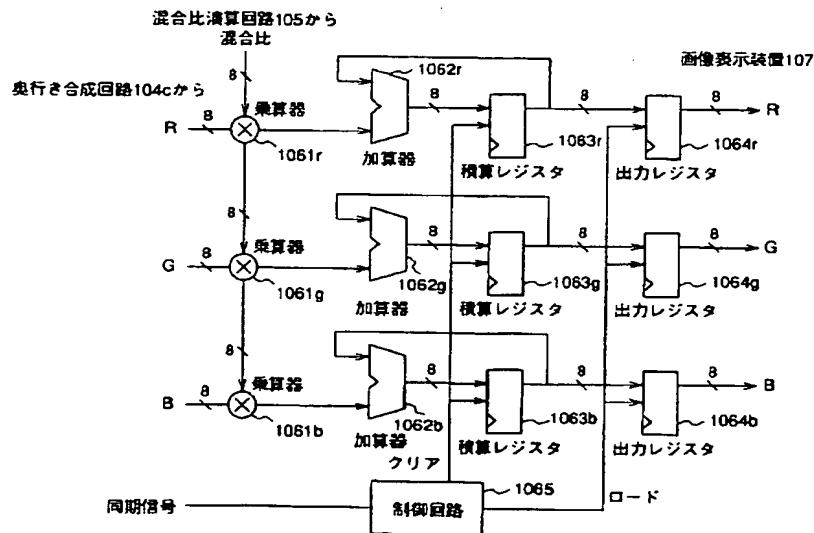 混合比演算回路105から
混合比
奥行き合成回路104cから
画像表示装置107
8
R
8
乗算器
1061r
1062r
加算器
8
積算レジスタ
1063r
8
出力レジスタ
1064r
8
R
8
G
8
乗算器
1061g
1062g
加算器
8
積算レジスタ
1063g
8
出力レジスタ
1064g
8
G
8
B
8
乗算器
1061b
1062b
加算器
8
積算レジスタ
1063b
8
出力レジスタ
1064b
8
B
クリア
ロード
同期信号
制御回路
1065